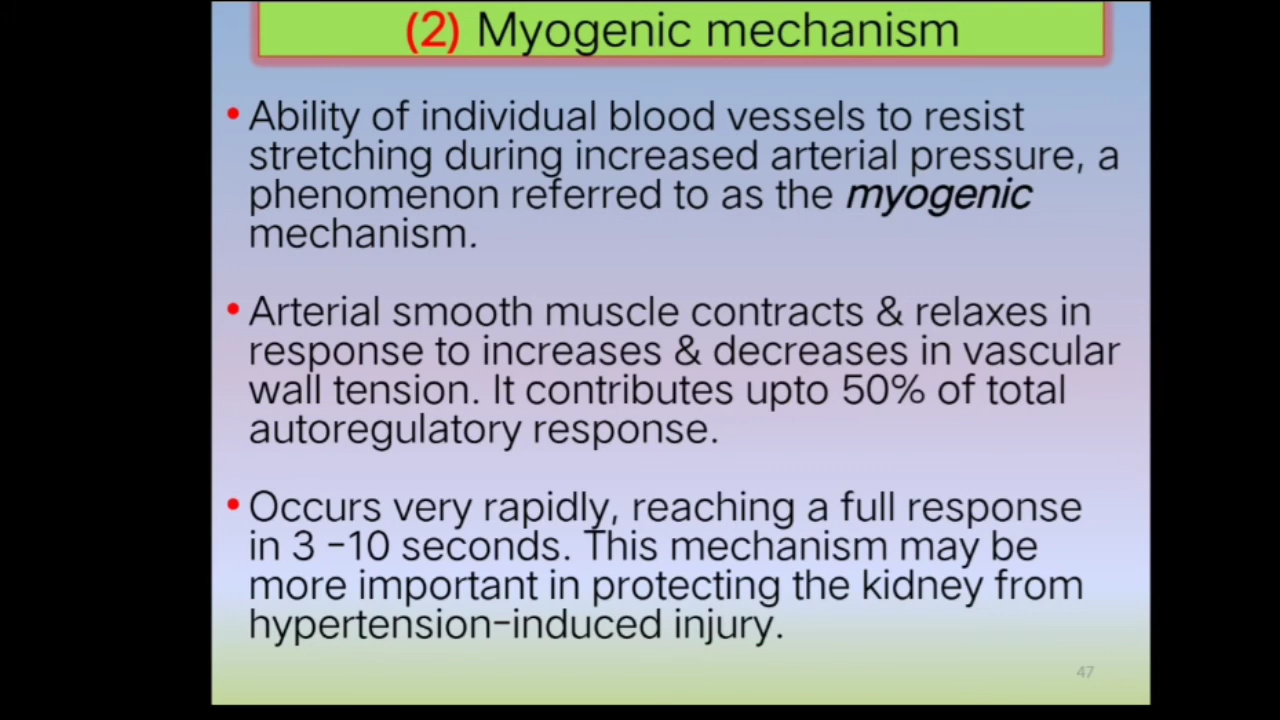 (2) Myogenic mechanism
• Ability of individual blood vessels to resist
stretching during increased arterial pressure, a
phenomenon referred to as the myogenic
mechanism.
• Arterial smooth muscle contracts & relaxes in
response to increases & decreases in vascular
wall tension. It contributes upto 50% of total
autoregulatory response.
• Occurs very rapidly, reaching a full response
in 3 –10 seconds. This mechanism may be
more important in protecting the kidney from
hypertension–induced injury.
47